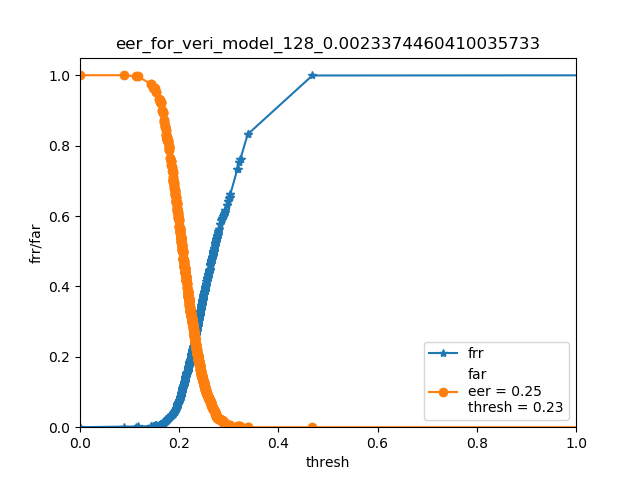 eer_for_veri_model_128_0.0023374460410035733
1.0
0.8
0.6
0.4
0.2
0.0
frr/far
0.0 0.2 0.4 0.6 0.8 1.0
thresh
frr
far
eer = 0.25
thresh = 0.23